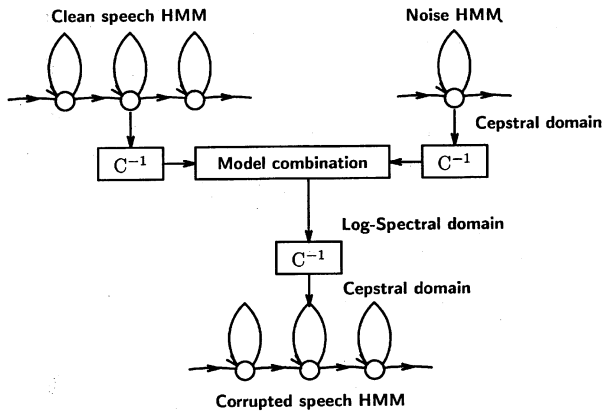 Clean speech HMM
Noise HMM
Cepstral domain
C⁻¹
Model combination
C⁻¹
Log-Spectral domain
C⁻¹
Cepstral domain
Corrupted speech HMM